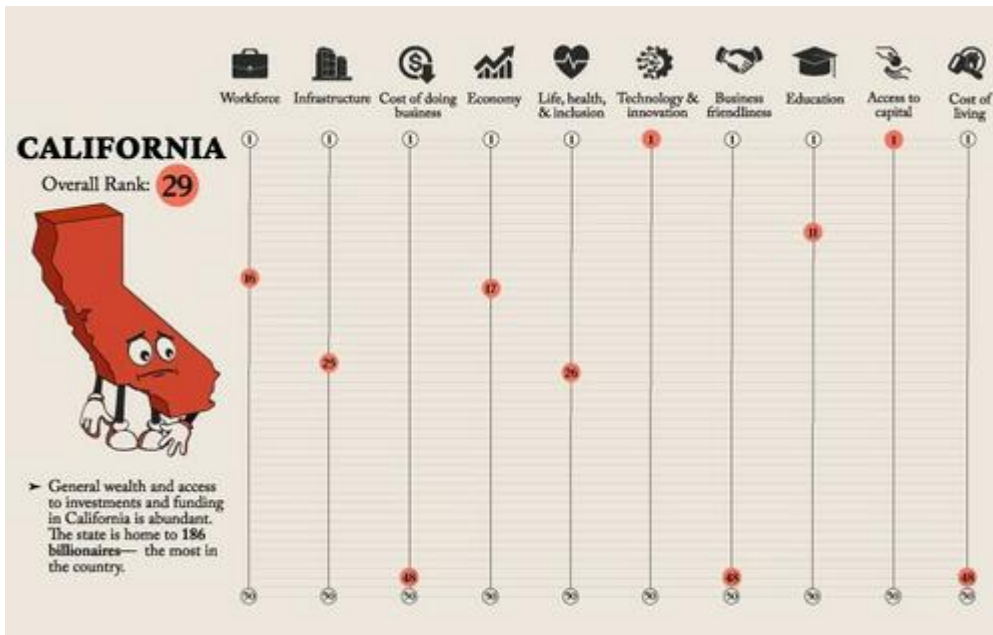 Workforce
Infrastructure
Cost of doing
business
Economy
Life, health,
& inclusion
Technology &
innovation
Business
friendliness
Education
Access to
capital
Cost of
living
1 1 1 1 1 1 1 1 1 1
CALIFORNIA
Overall Rank: 29
11
16
17
25
26
➤ General wealth and access
to investments and funding
in California is abundant.
The state is home to 186
billionaires— the most in
the country.
48 48 48
50 50 50 50 50 50 50 50 50 50